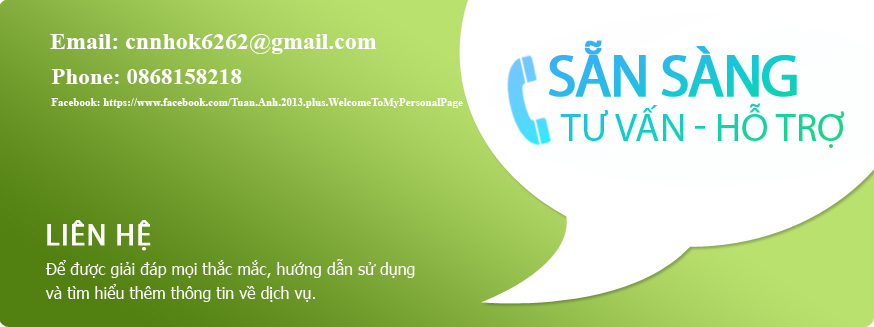 Email: cnnhok6262@gmail.com
Phone: 0868158218
Facebook: https://www.facebook.com/Tuan.Anh.2013.plus.WelcomeToMyPersonalPage
SẴN SÀNG
TƯ VẤN - HỖ TRỢ
LIÊN HỆ
Để được giải đáp mọi thắc mắc, hướng dẫn sử dụng
và tìm hiểu thêm thông tin về dịch vụ.